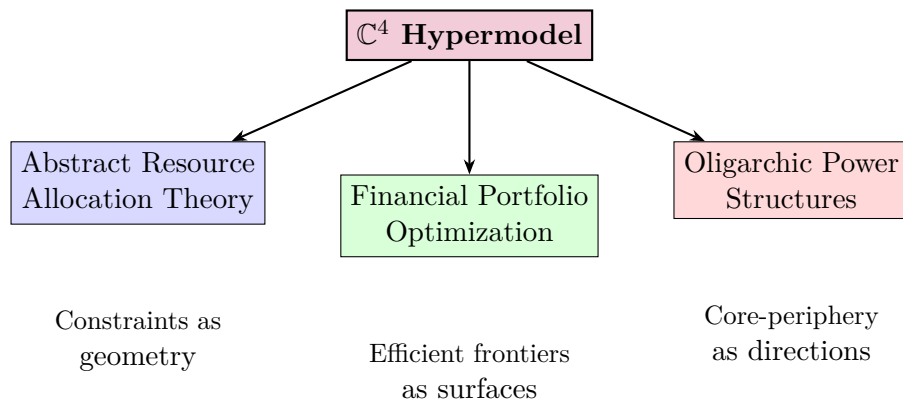 ℂ⁴ Hypermodel
Abstract Resource
Allocation Theory
Financial Portfolio
Optimization
Oligarchic Power
Structures
Constraints as
geometry
Efficient frontiers
as surfaces
Core-periphery
as directions